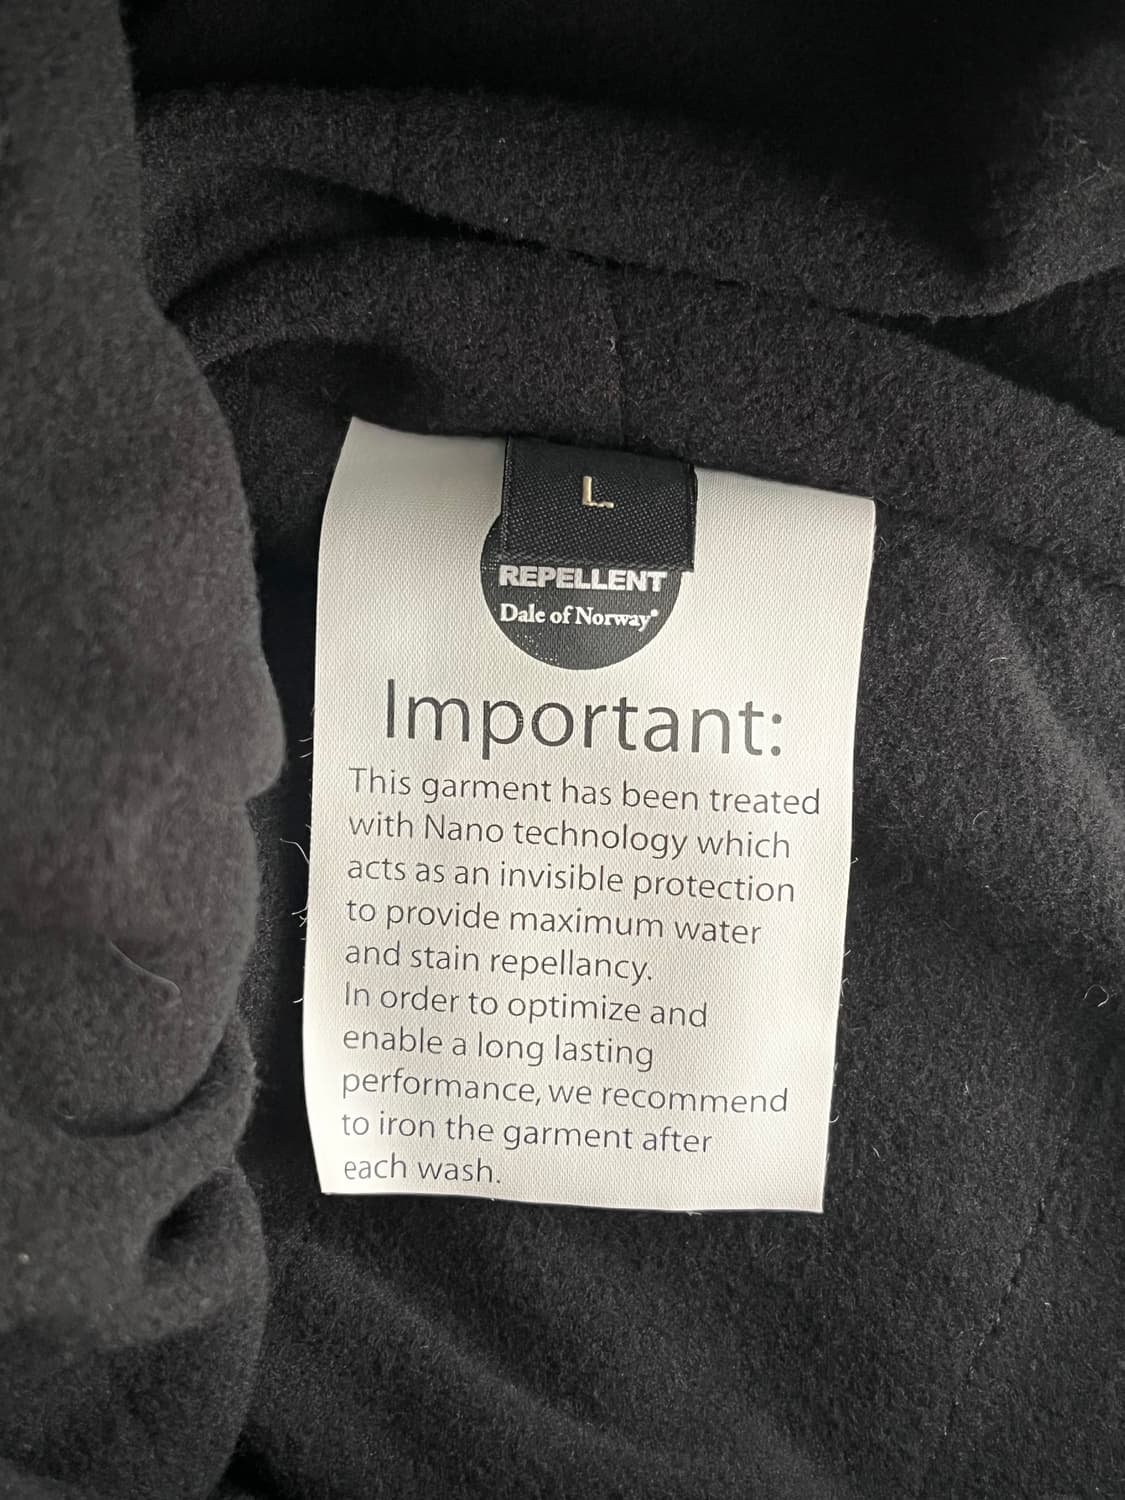 L
REPELLENT
Dale of Norway®
Important:
This garment has been treated
with Nano technology which
acts as an invisible protection
to provide maximum water
and stain repellancy.
In order to optimize and
enable a long lasting
performance, we recommend
to iron the garment after
each wash.